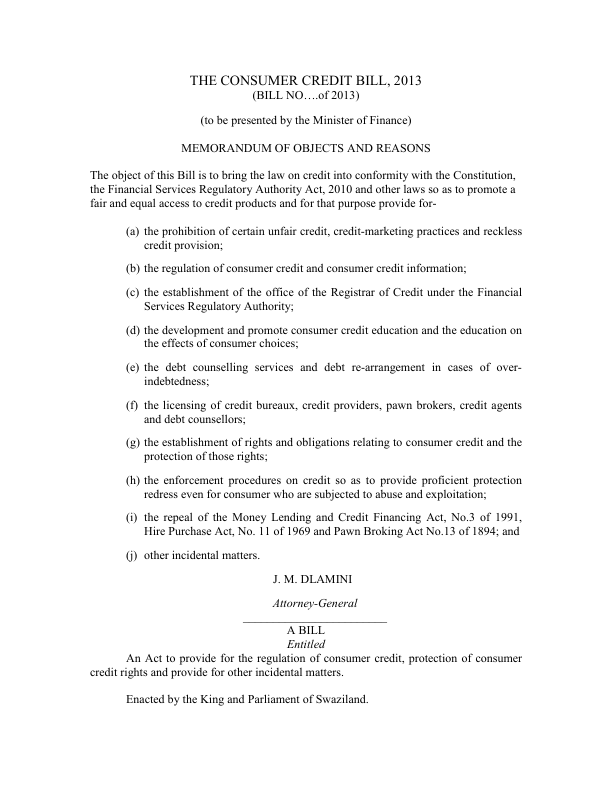 THE CONSUMER CREDIT BILL, 2013
(BILL NO….of 2013)
(to be presented by the Minister of Finance)
MEMORANDUM OF OBJECTS AND REASONS
The object of this Bill is to bring the law on credit into conformity with the Constitution,
the Financial Services Regulatory Authority Act, 2010 and other laws so as to promote a
fair and equal access to credit products and for that purpose provide for-
(a) the prohibition of certain unfair credit, credit-marketing practices and reckless
credit provision;
(b) the regulation of consumer credit and consumer credit information;
(c) the establishment of the office of the Registrar of Credit under the Financial
Services Regulatory Authority;
(d) the development and promote consumer credit education and the education on
the effects of consumer choices;
(e) the debt counselling services and debt re-arrangement in cases of over-
indebtedness;
(f) the licensing of credit bureaux, credit providers, pawn brokers, credit agents
and debt counsellors;
(g) the establishment of rights and obligations relating to consumer credit and the
protection of those rights;
(h) the enforcement procedures on credit so as to provide proficient protection
redress even for consumer who are subjected to abuse and exploitation;
(i) the repeal of the Money Lending and Credit Financing Act, No.3 of 1991,
Hire Purchase Act, No. 11 of 1969 and Pawn Broking Act No.13 of 1894; and
(j) other incidental matters.
J. M. DLAMINI
Attorney-General
A BILL
Entitled
An Act to provide for the regulation of consumer credit, protection of consumer
credit rights and provide for other incidental matters.
Enacted by the King and Parliament of Swaziland.